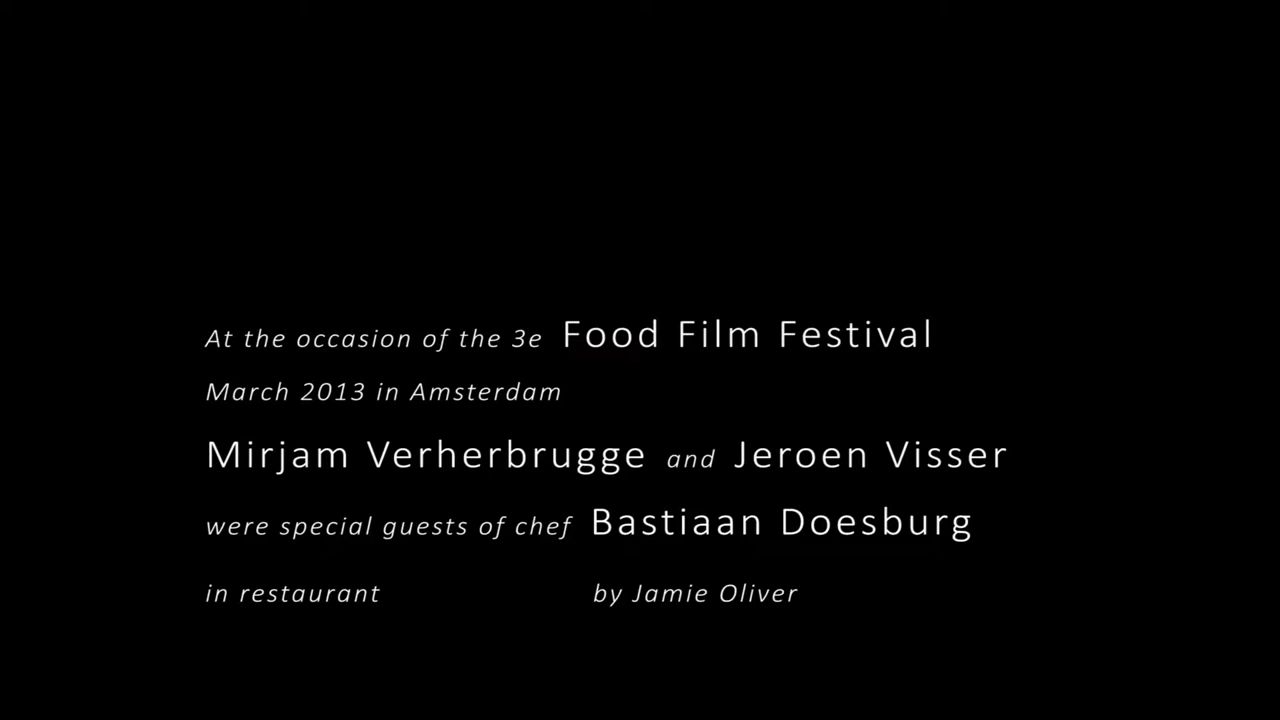 At the occasion of the 3e Food Film Festival
March 2013 in Amsterdam
Mirjam Verherbrugge and Jeroen Visser
were special guests of chef Bastiaan Doesburg
in restaurant by Jamie Oliver